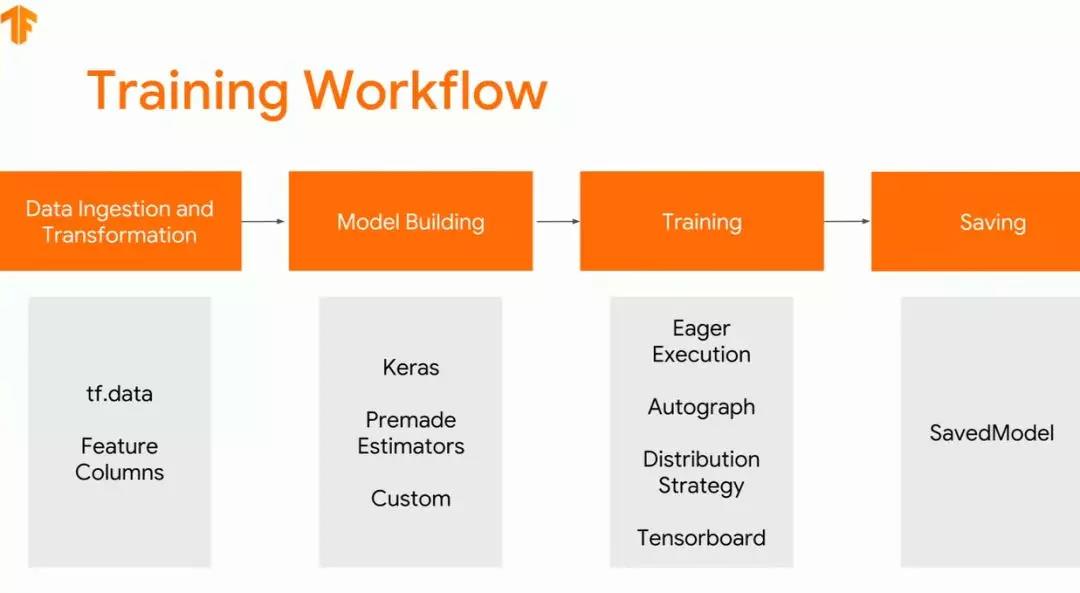 Training Workflow
Data Ingestion and
Transformation
Model Building
Training
Saving
tf.data
Feature
Columns
Keras
Premade
Estimators
Custom
Eager
Execution
Autograph
Distribution
Strategy
Tensorboard
SavedModel